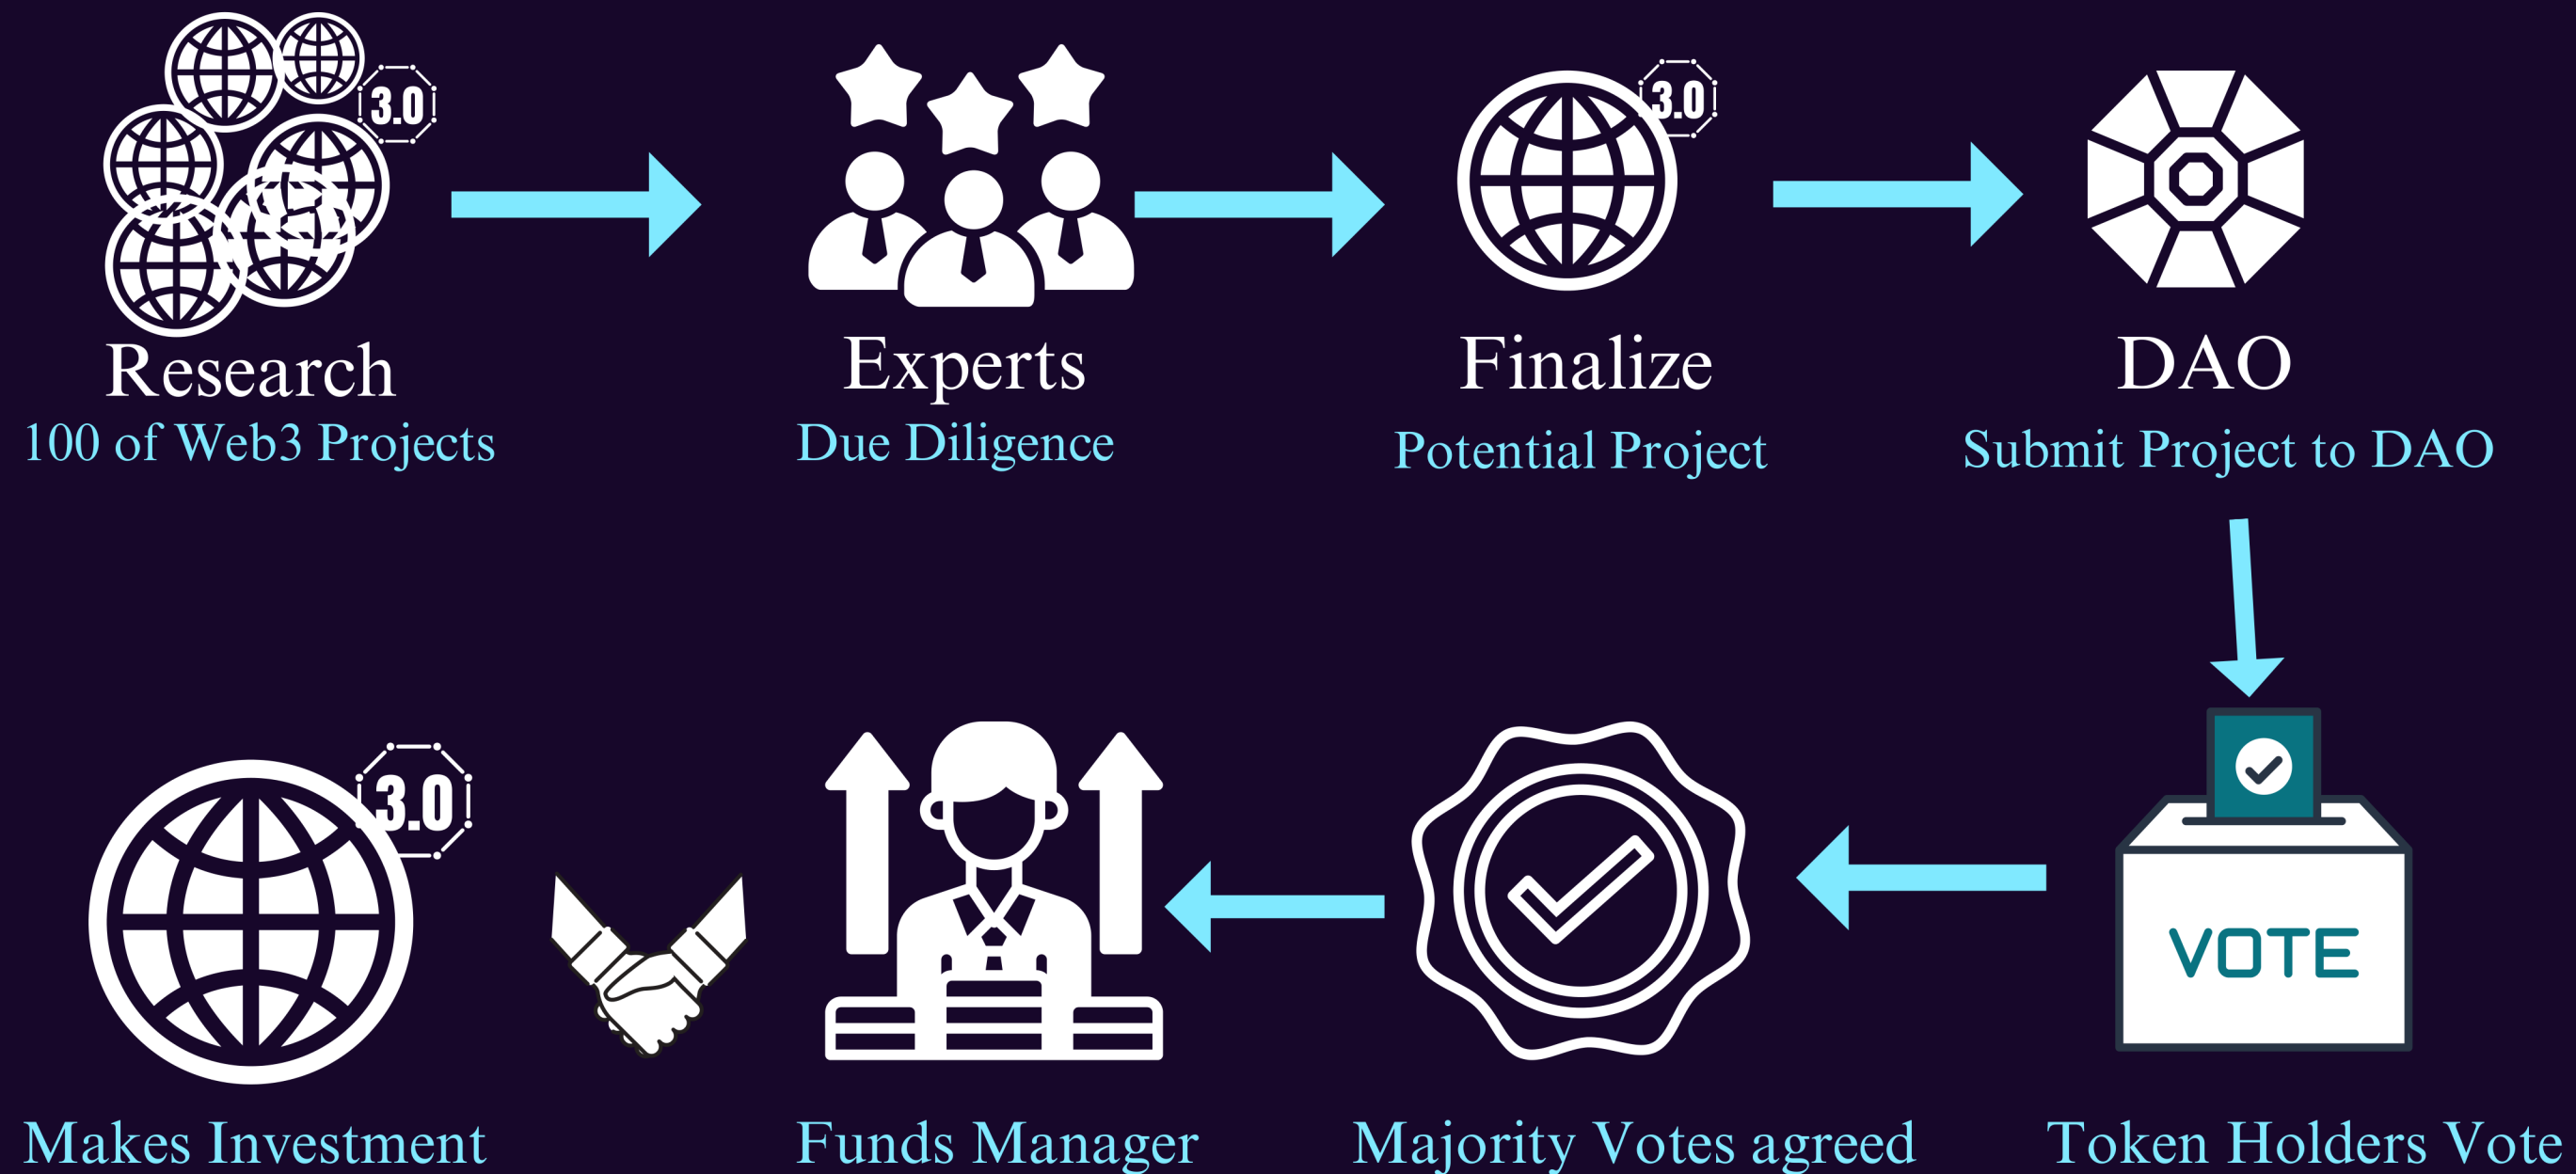 3.0
3.0
Research
Experts
Finalize
DAO
100 of Web3 Projects
Due Diligence
Potential Project
Submit Project to DAO
3.0
VOTE
Makes Investment
Funds Manager
Majority Votes agreed
Token Holders Vote